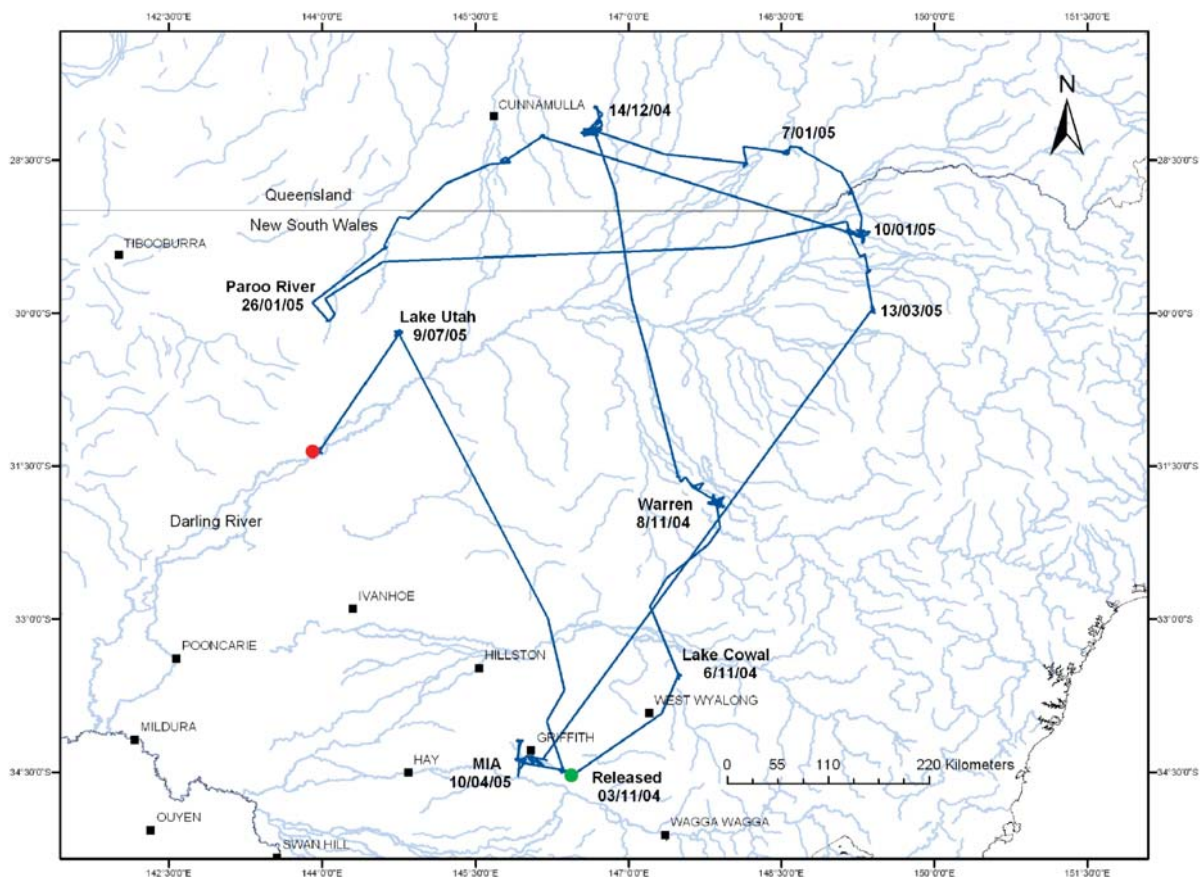 142°30'0"E 144°0'0"E 145°30'0"E 147°0'0"E 148°30'0"E 150°0'0"E 151°30'0"E
N
CUNNAMULLA
14/12/04
7/01/05
28°30'0"S 28°30'0"S
Queensland
New South Wales
10/01/05
TIBOOBURRA
Paroo River
26/01/05
30°0'0"S 30°0'0"S
Lake Utah
9/07/05
13/03/05
31°30'0"S 31°30'0"S
Warren
8/11/04
Darling River
IVANHOE
33°0'0"S 33°0'0"S
POONCARIE
HILLSTON
Lake Cowal
6/11/04
WEST WYALONG
MILDURA
GRIFFITH
HAY
MIA
10/04/05
Released
03/11/04
0 55 110 220 Kilometers
34°30'0"S 34°30'0"S
OUYEN
WAGGA WAGGA
SWAN HILL
142°30'0"E 144°0'0"E 145°30'0"E 147°0'0"E 148°30'0"E 150°0'0"E 151°30'0"E